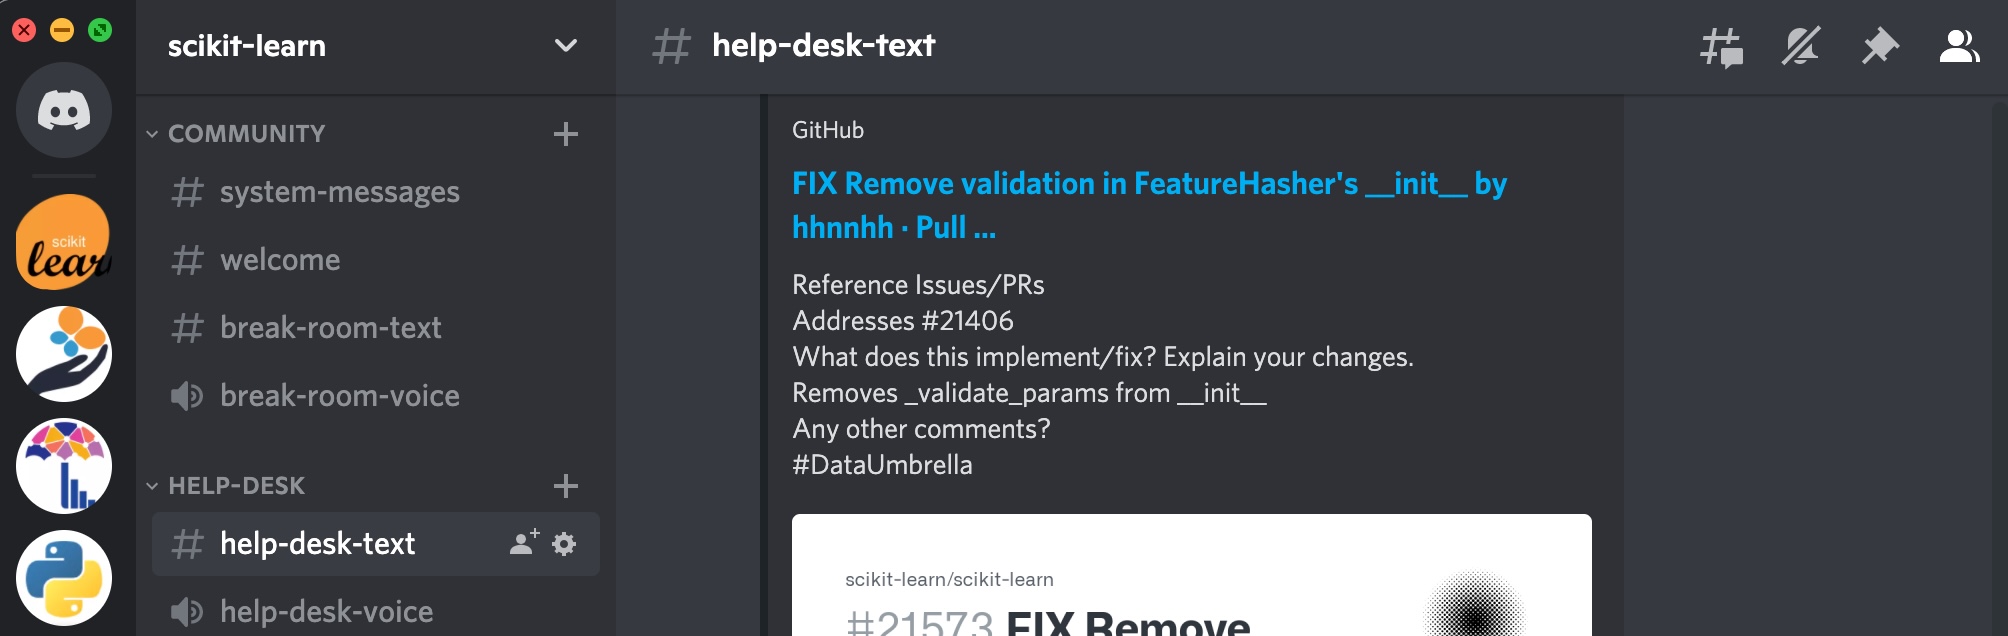 scikit-learn
help-desk-text
COMMUNITY
system-messages
welcome
break-room-text
break-room-voice
HELP-DESK
help-desk-text
help-desk-voice
scikit
lear
GitHub
FIX Remove validation in FeatureHasher's __init__ by
hhnnhh · Pull ...
Reference Issues/PRs
Addresses #21406
What does this implement/fix? Explain your changes.
Removes _validate_params from __init__
Any other comments?
#DataUmbrella
scikit-learn/scikit-learn
#21573 FIX Remove